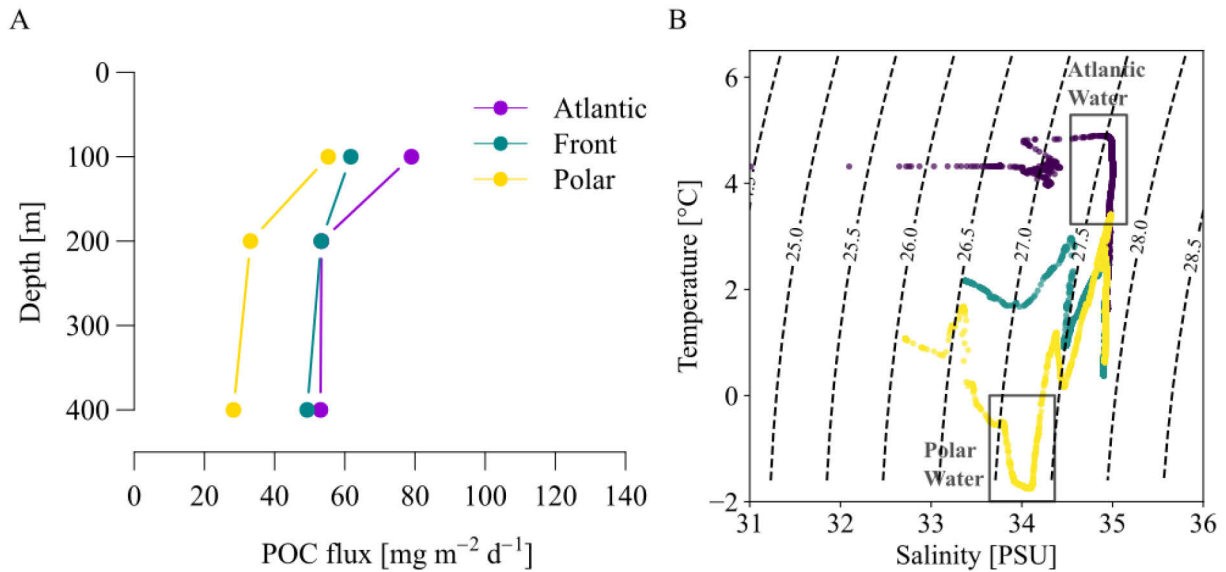 A
0
100
200
300
400
Depth [m]
Atlantic
Front
Polar
0 20 40 60 80 100 120 140
POC flux [mg m⁻² d⁻¹]
B
6
4
2
0
−2
Temperature [°C]
Atlantic
Water
25.0 25.5 26.0 26.5 27.0 27.5 28.0 28.5
Polar
Water
31 32 33 34 35 36
Salinity [PSU]